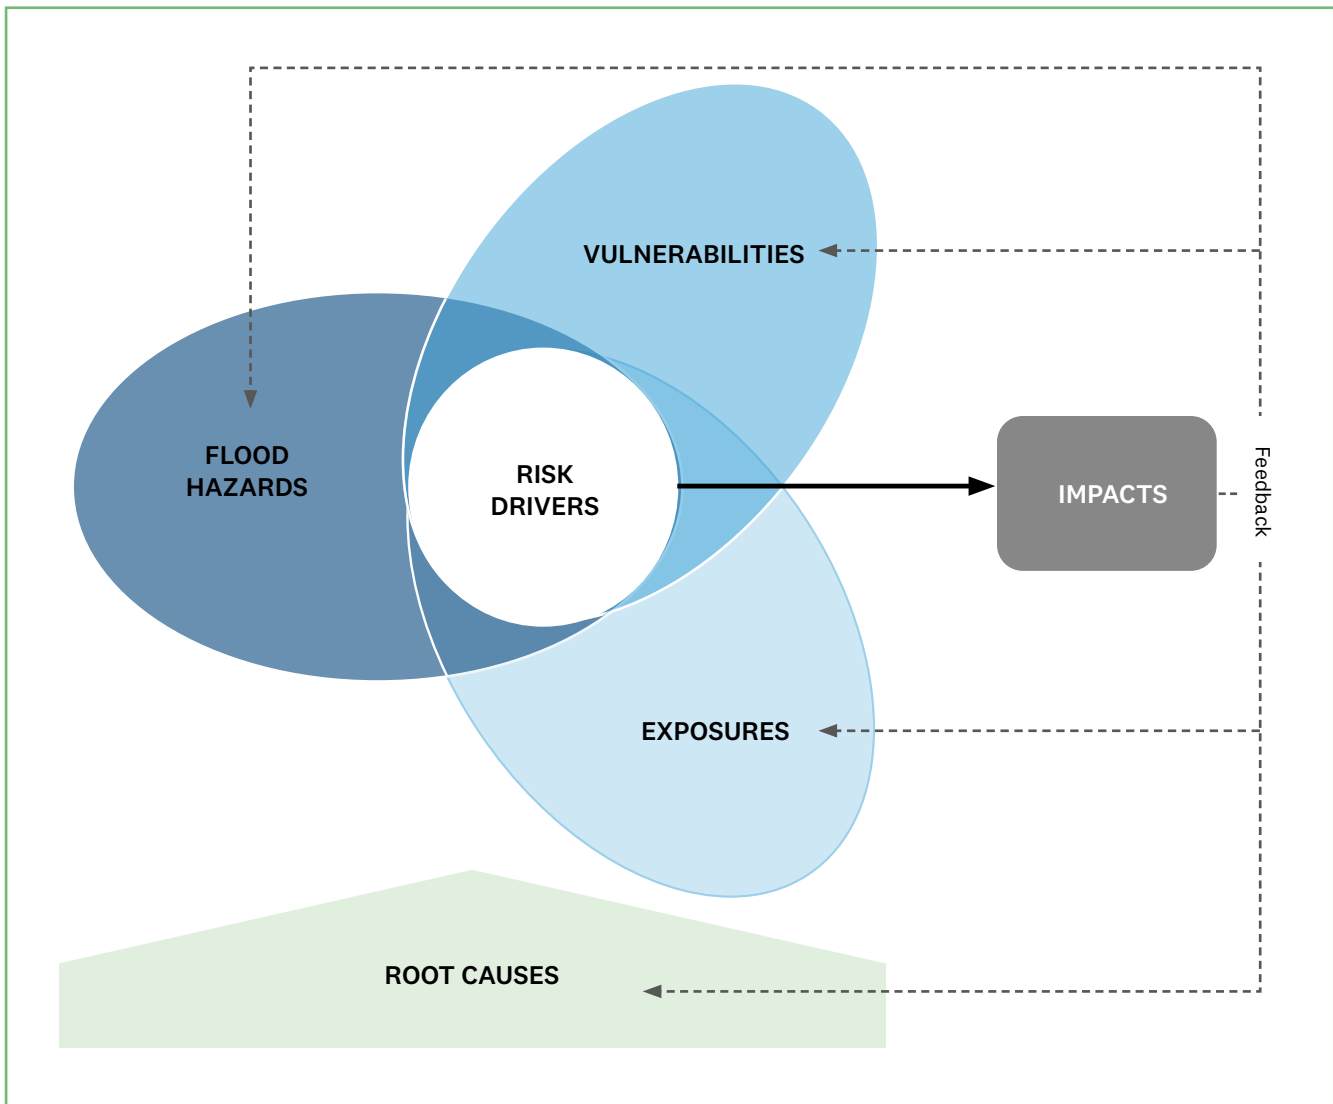 VULNERABILITIES
FLOOD
HAZARDS
RISK
DRIVERS
IMPACTS
Feedback
EXPOSURES
ROOT CAUSES